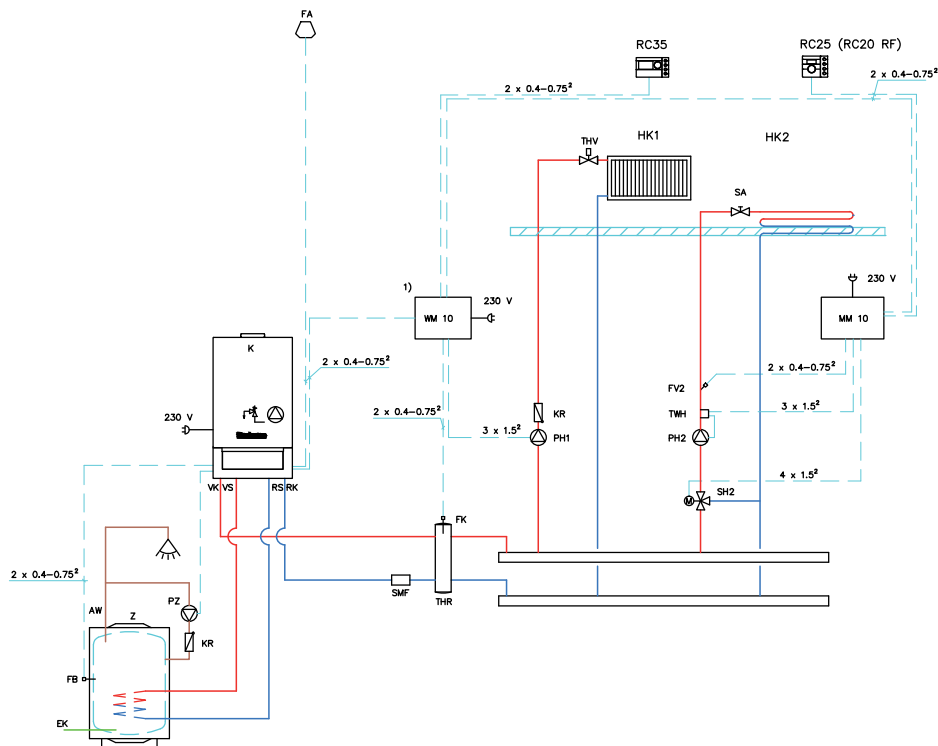 FA
RC35
RC25 (RC20 RF)
2 x 0.4-0.75²
2 x 0.4-0.75²
THV
HK1
HK2
SA
1)
WM 10
230 V
230 V
MM 10
K
2 x 0.4-0.75²
2 x 0.4-0.75²
FV2
230 V
2 x 0.4-0.75²
KR
TWH
3 x 1.5²
3 x 1.5²
PH1
PH2
4 x 1.5²
VK VS
RS RK
M
SH2
FK
2 x 0.4-0.75²
SMF
THR
PZ
AW
Z
KR
FB
EK